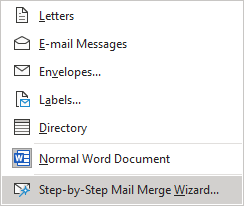 Letters
E-mail Messages
Envelopes...
Labels...
Directory
Normal Word Document
Step-by-Step Mail Merge Wizard...